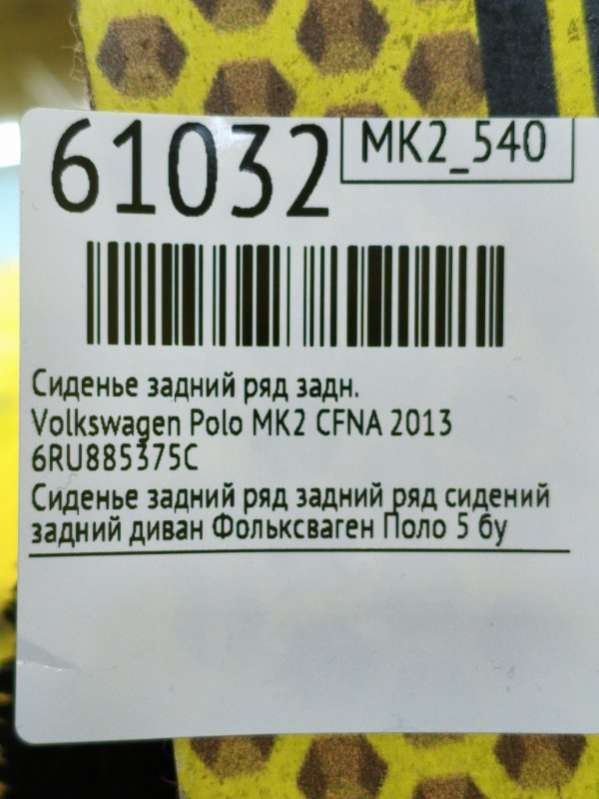 61032
MK2_540
Сиденье задний ряд задн.
Volkswagen Polo MK2 CFNA 2013
6RU885375C
Сиденье задний ряд задний ряд сидений
задний диван Фольксваген Поло 5 бу